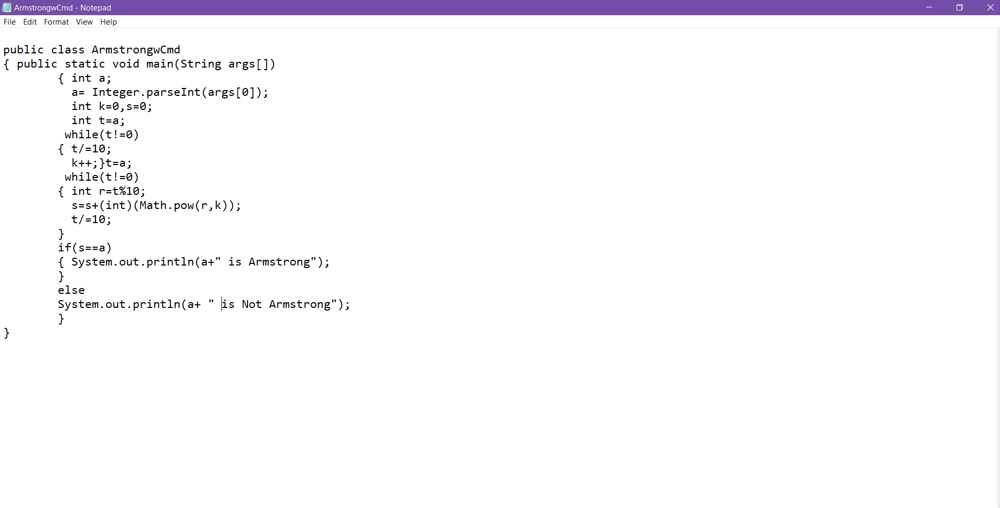 ArmstrongwCmd - Notepad
File Edit Format View Help
public class ArmstrongwCmd
{ public static void main(String args[])
{ int a;
a= Integer.parseInt(args[0]);
int k=0,s=0;
int t=a;
while(t!=0)
{ t/=10;
k++;}t=a;
while(t!=0)
{ int r=t%10;
s=s+(int)(Math.pow(r,k));
t/=10;
}
if(s==a)
{ System.out.println(a+" is Armstrong");
}
else
System.out.println(a+ " is Not Armstrong");
}
}